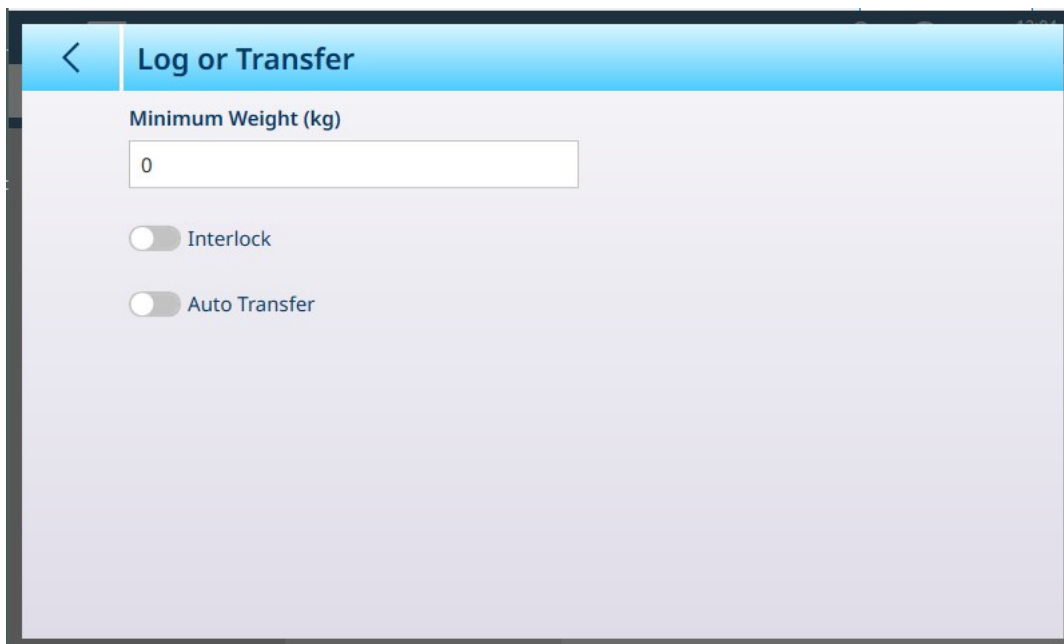 Log or Transfer
Minimum Weight (kg)
0
Interlock
Auto Transfer